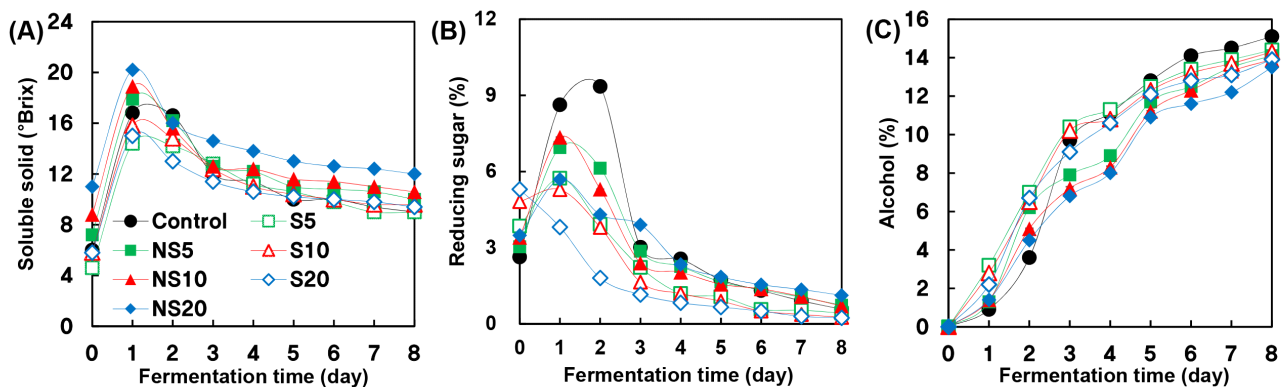 (A)
Soluble solid (°Brix)
24
20
16
12
8
4
0
Control
S5
NS5
S10
NS10
S20
NS20
0 1 2 3 4 5 6 7 8
Fermentation time (day)
(B)
Reducing sugar (%)
12
9
6
3
0
0 1 2 3 4 5 6 7 8
Fermentation time (day)
(C)
Alcohol (%)
16
14
12
10
8
6
4
2
0
0 1 2 3 4 5 6 7 8
Fermentation time (day)